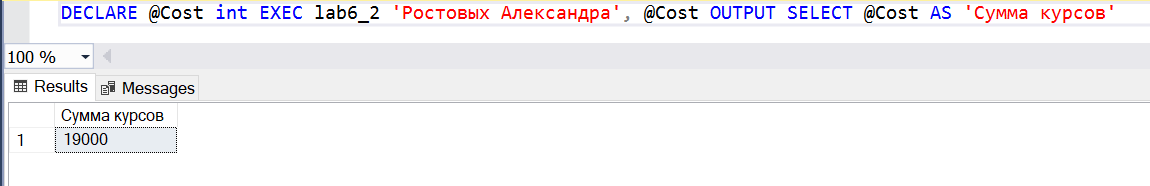 DECLARE @Cost int EXEC lab6_2 'Ростовых Александра', @Cost OUTPUT SELECT @Cost AS 'Сумма курсов'
100 %
Results Messages
Сумма курсов
1 19000